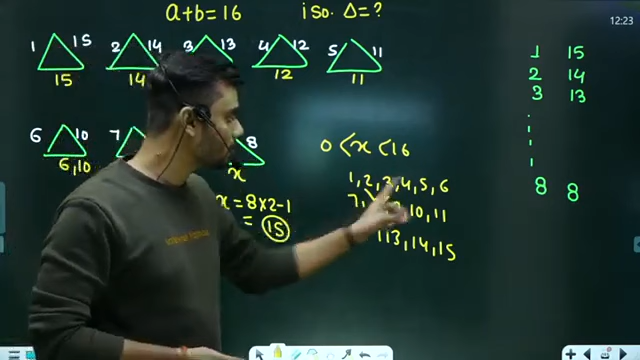 a+b=16 iso. Δ=?
12:23
1 15 2 14 3 13 4 12 5 11
15 14 12 11
6 10 7 8
6,10 x
x = 8×2-1
= 15
0 < x < 16
1, 2, 3, 4, 5, 6
7, 10, 11
13, 14, 15
1 15
2 14
3 13
8 8